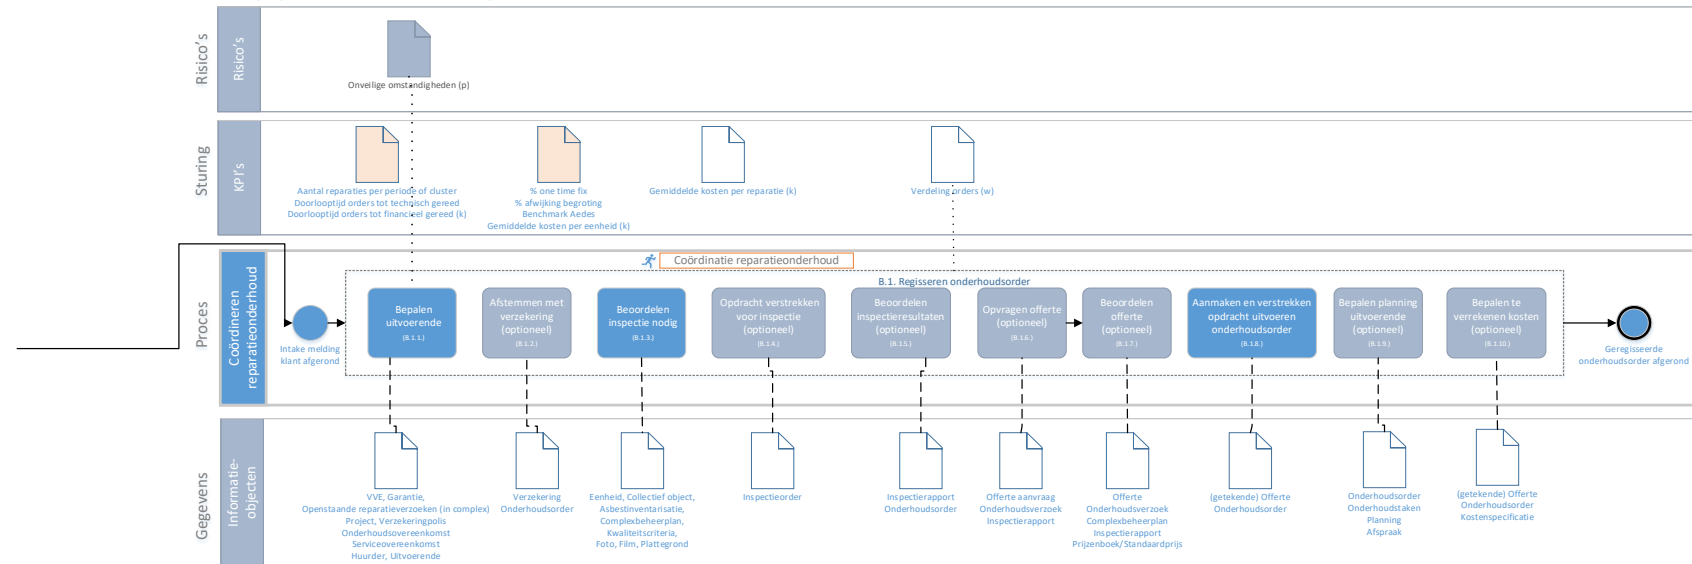 Risico's
Risico's
Onveilige omstandigheden (p)
Sturing
KPI's
Aantal reparaties per periode of cluster
Doorlooptijd orders tot technisch gereed
Doorlooptijd orders tot financieel gereed (k)
% one time fix
% afwijking begroting
Benchmark Aedes
Gemiddelde kosten per eenheid (k)
Gemiddelde kosten per reparatie (k)
Verdeling orders (w)
Proces
Coördineren
reparatieonderhoud
Coördinatie reparatieonderhoud
B.1. Regisseren onderhoudsorder
Intake melding
klant afgerond
Bepalen
uitvoerende
(B.1.1.)
Afstemmen met
verzekering
(optioneel)
(B.1.2.)
Beoordelen
inspectie nodig
(B.1.3.)
Opdracht verstrekken
voor inspectie
(optioneel)
(B.1.4.)
Beoordelen
inspectieresultaten
(optioneel)
(B.1.5.)
Opvragen offerte
(optioneel)
(B.1.6.)
Beoordelen
offerte
(optioneel)
(B.1.7.)
Aanmaken en verstrekken
opdracht uitvoeren
onderhoudsorder
(B.1.8.)
Bepalen planning
uitvoerende
(optioneel)
(B.1.9.)
Bepalen te
verrekenen kosten
(optioneel)
(B.1.10.)
Geregisseerde
onderhoudsorder afgerond
Gegevens
Informatie-
objecten
VVE, Garantie,
Openstaande reparatieverzoeken (in complex)
Project, Verzekeringpolis
Onderhoudsovereenkomst
Serviceovereenkomst
Huurder, Uitvoerende
Verzekering
Onderhoudsorder
Eenheid, Collectief object,
Asbestinventarisatie,
Complexbeheerplan,
Kwaliteitscriteria,
Foto, Film, Plattegrond
Inspectieorder
Inspectierapport
Onderhoudsorder
Offerte aanvraag
Onderhoudsverzoek
Inspectierapport
Offerte
Onderhoudsverzoek
Complexbeheerplan
Inspectierapport
Prijzenboek/Standaardprijs
(getekende) Offerte
Onderhoudsorder
Onderhoudsorder
Onderhoudstaken
Planning
Afspraak
(getekende) Offerte
Onderhoudsorder
Kostenspecificatie